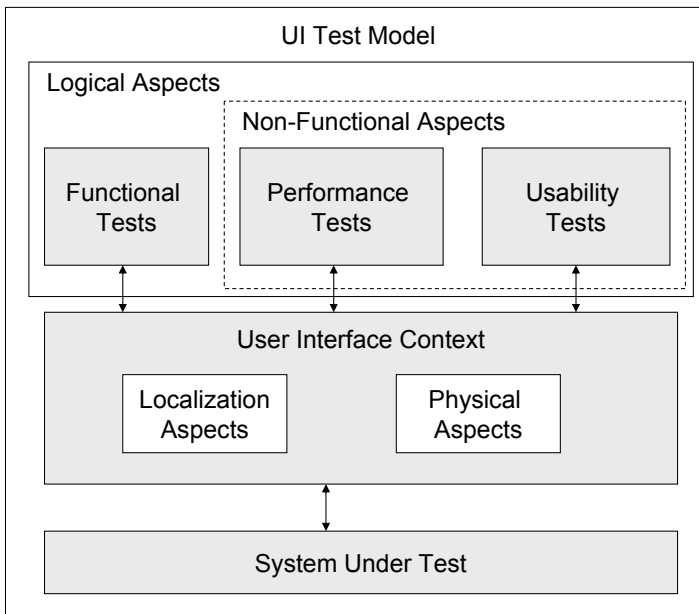 UI Test Model
Logical Aspects
Non-Functional Aspects
Functional
Tests
Performance
Tests
Usability
Tests
User Interface Context
Localization
Aspects
Physical
Aspects
System Under Test